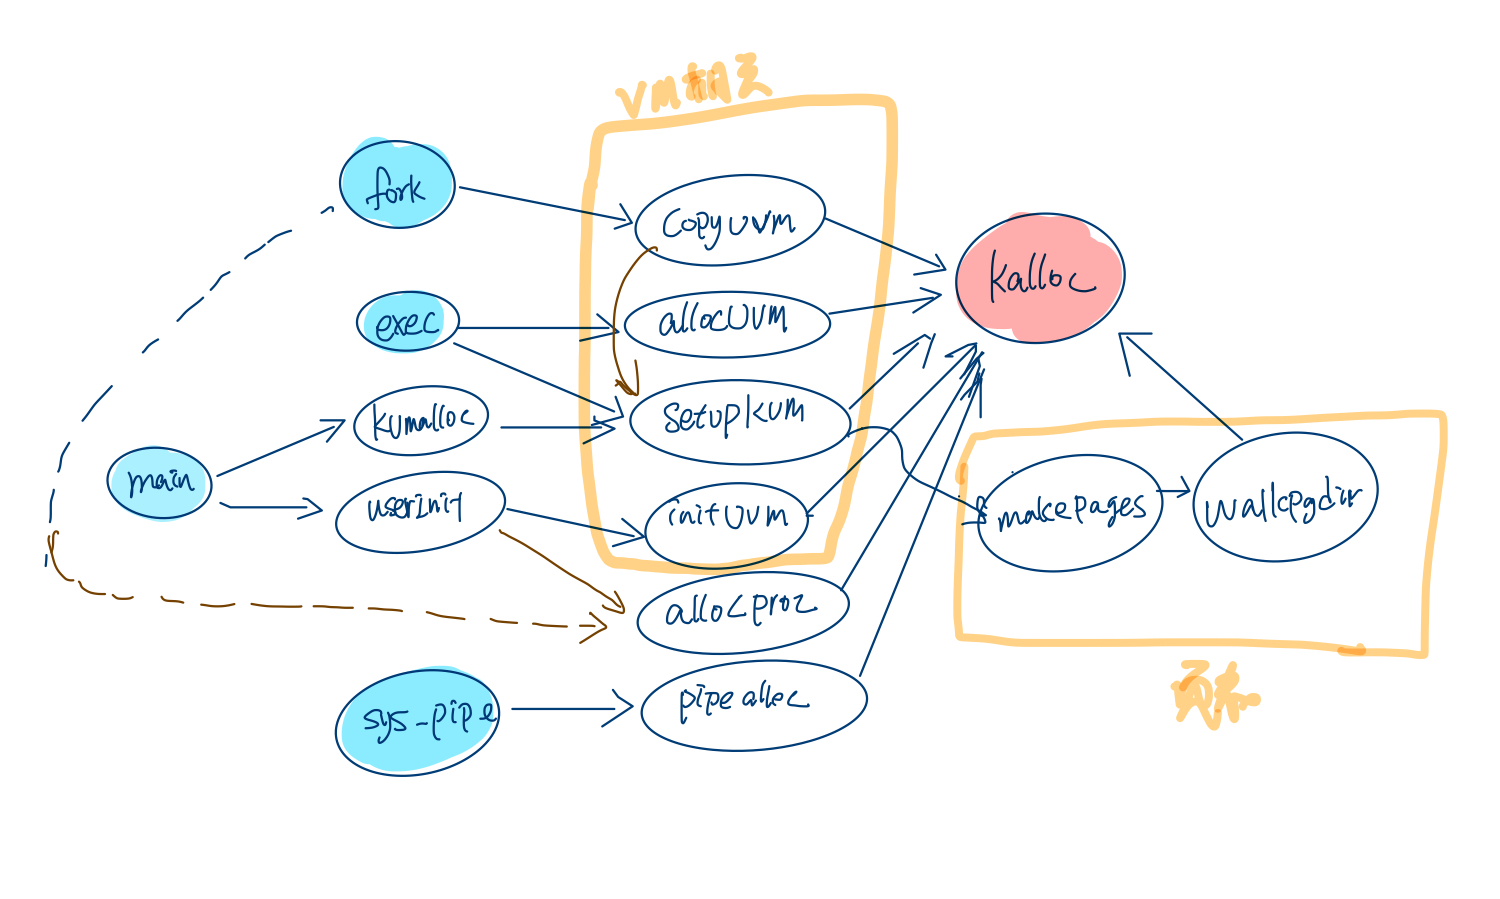 VM相关
fork
copyuvm
kalloc
exec
allocuvm
kvmalloc
setupkvm
main
userinit
inituvm
makepages
walkpgdir
allocproc
sys_pipe
pipealloc
页表